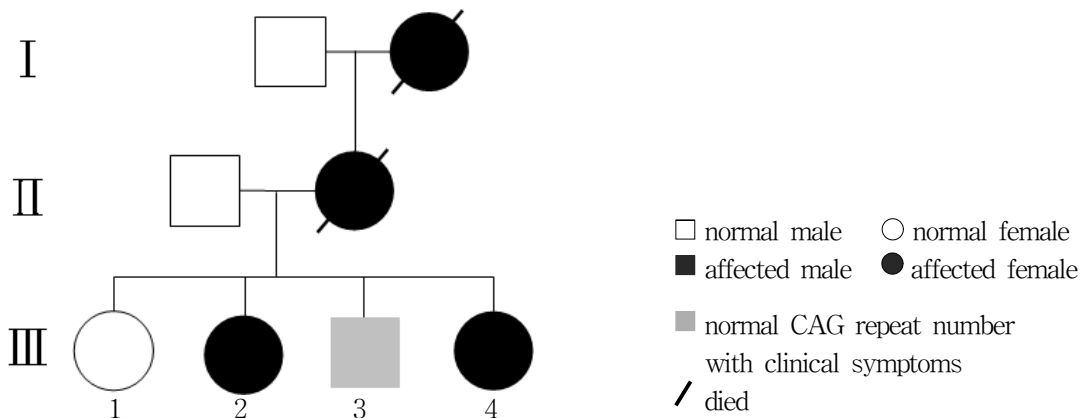 Ⅰ
Ⅱ
Ⅲ
1 2 3 4
normal male normal female
affected male affected female
normal CAG repeat number
with clinical symptoms
died